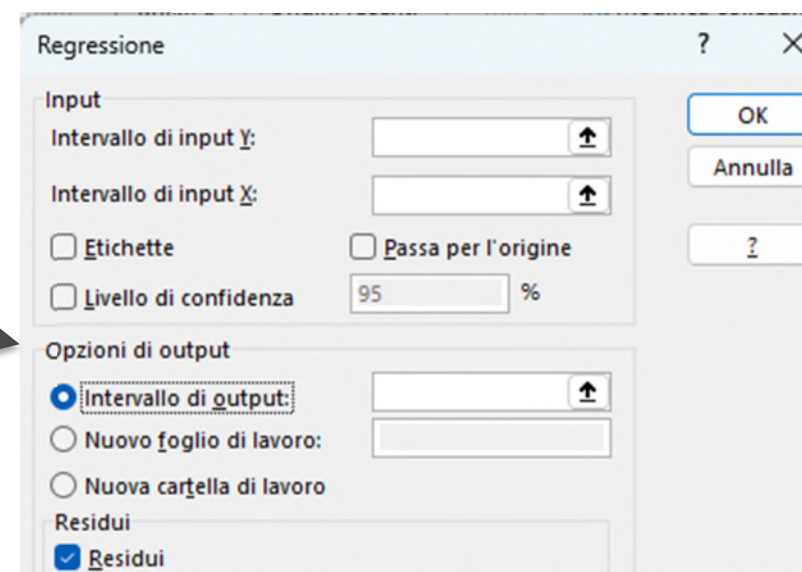 Regressione ?
Input
Intervallo di input Y:
Intervallo di input X:
Etichette
Passa per l'origine
Livello di confidenza
95 %
OK
Annulla
?
Opzioni di output
Intervallo di output:
Nuovo foglio di lavoro:
Nuova cartella di lavoro
Residui
Residui